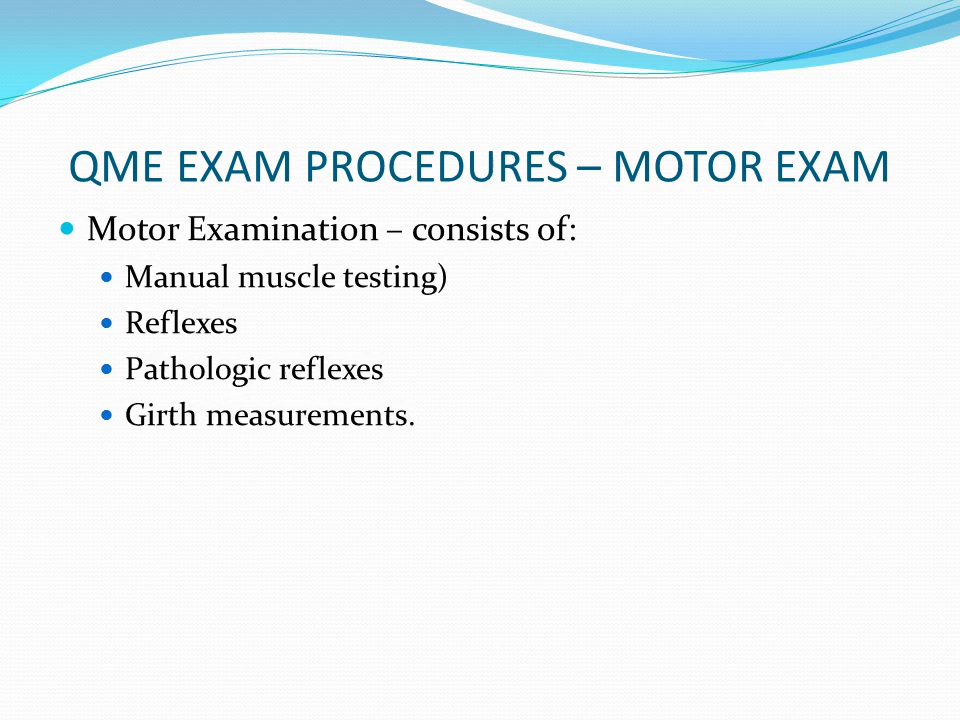 QME EXAM PROCEDURES – MOTOR EXAM
Motor Examination – consists of:
Manual muscle testing)
Reflexes
Pathologic reflexes
Girth measurements.